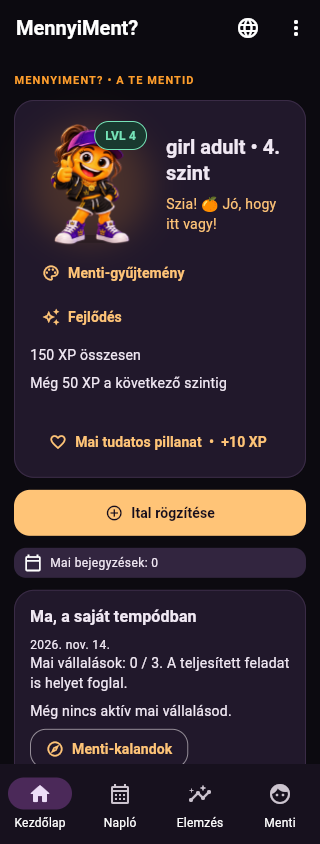 MennyiMent?
MENNYIMENT? • A TE MENTID
LVL 4
girl adult • 4.
szint
Szia! 🍊 Jó, hogy
itt vagy!
Menti-gyűjtemény
Fejlődés
150 XP összesen
Még 50 XP a következő szintig
Mai tudatos pillanat • +10 XP
Ital rögzítése
Mai bejegyzések: 0
Ma, a saját tempódban
2026. nov. 14.
Mai vállalások: 0 / 3. A teljesített feladat
is helyet foglal.
Még nincs aktív mai vállalásod.
Menti-kalandok
Kezdőlap
Napló
Elemzés
Menti